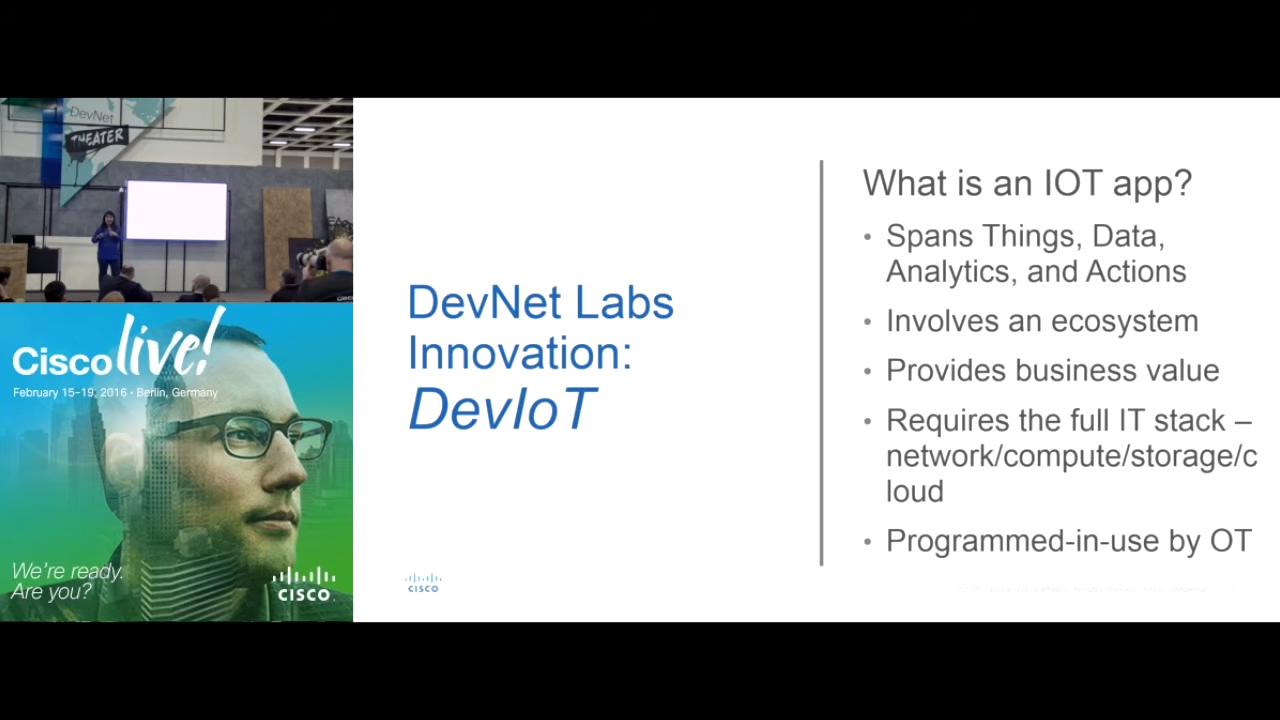 DevNet
THEATER
Cisco live!
February 15-19, 2016 • Berlin, Germany
We're ready.
Are you?
CISCO
DevNet Labs
Innovation:
DevIoT
CISCO
What is an IOT app?
• Spans Things, Data,
Analytics, and Actions
• Involves an ecosystem
• Provides business value
• Requires the full IT stack –
network/compute/storage/c
loud
• Programmed-in-use by OT